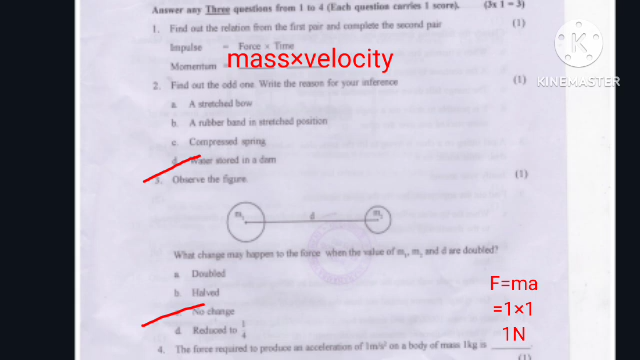 Answer any Three questions from 1 to 4 (Each question carries 1 score). (3x 1 = 3)
1. Find out the relation from the first pair and complete the second pair (1)
Impulse = Force × Time
Momentum = mass×velocity
K
KINEMASTER
2. Find out the odd one. Write the reason for your inference (1)
a. A stretched bow
b. A rubber band in stretched position
c. Compressed spring
d. Water stored in a dam
3. Observe the figure. (1)
m₁ d m₂
What change may happen to the force when the value of m₁, m₂ and d are doubled?
a. Doubled
b. Halved
No change
d. Reduced to 1/4
F=ma
=1×1
1N
4. The force required to produce an acceleration of 1m/s² on a body of mass 1kg is ______
(1)